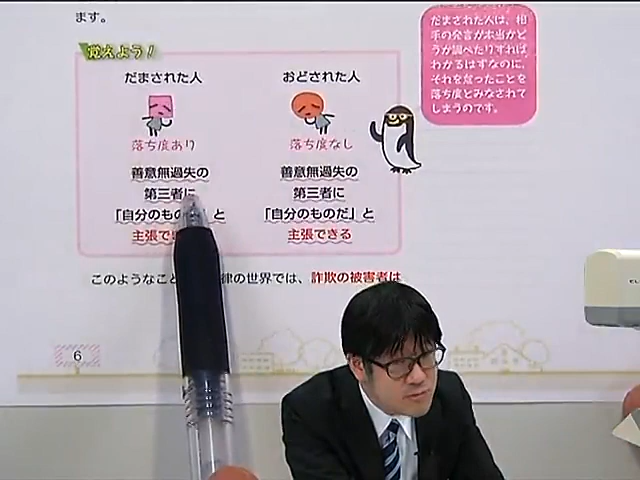 ます。
覚えよう！
だまされた人
落ち度あり
善意無過失の
第三者に
「自分のもの
」と
主張で
おどされた人
落ち度なし
善意無過失の
第三者に
「自分のものだ」と
主張できる
だまされた人は、相
手の発言が本当かど
うか調べたりすれば
わかるはずなのに、
それを怠ったことを
落ち度とみなされて
しまうのです。
このようなこと
律の世界では、詐欺の被害者は
6